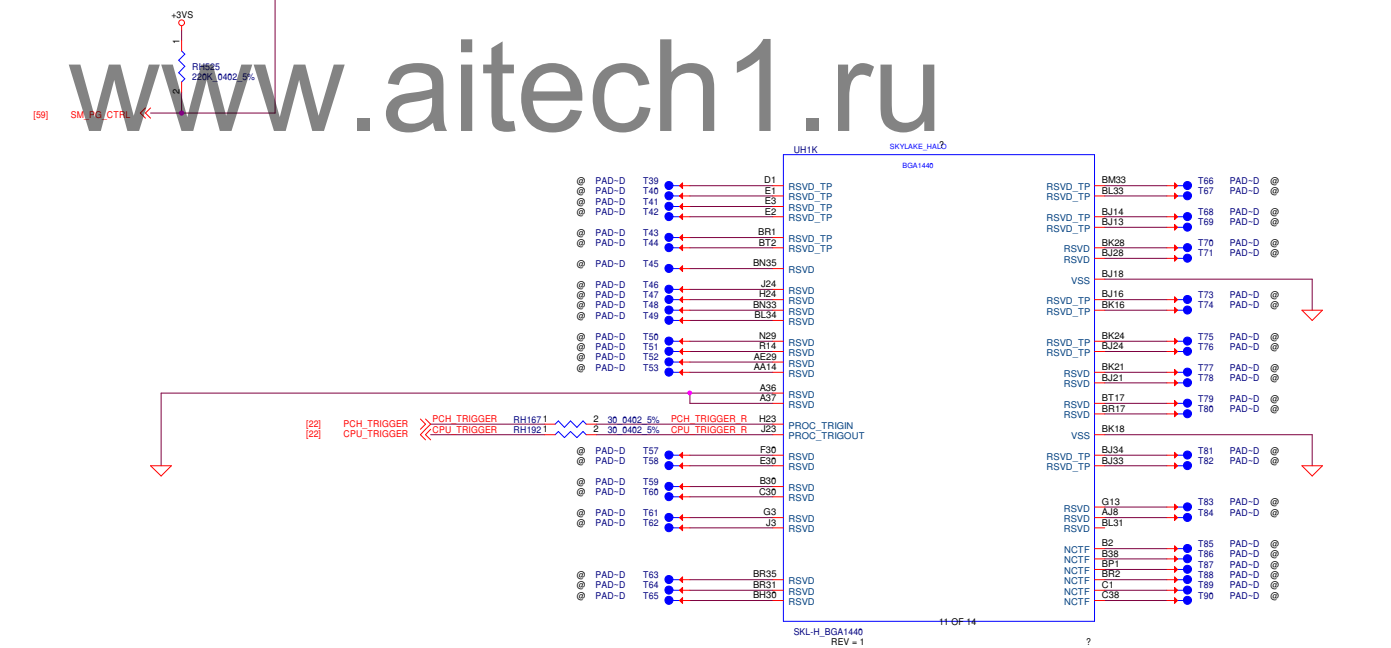 +3VS
1
RH525
220K_0402_5%
2
www.aitech1.ru
[59] SM_PG_CTRL
UH1K SKYLAKE_HALO ?
BGA1440
@ PAD~D T39 D1 RSVD_TP
@ PAD~D T40 E1 RSVD_TP
@ PAD~D T41 E3 RSVD_TP
@ PAD~D T42 E2 RSVD_TP
@ PAD~D T43 BR1 RSVD_TP
@ PAD~D T44 BT2 RSVD_TP
@ PAD~D T45 BN35 RSVD
@ PAD~D T46 J24 RSVD
@ PAD~D T47 H24 RSVD
@ PAD~D T48 BN33 RSVD
@ PAD~D T49 BL34 RSVD
@ PAD~D T50 N29 RSVD
@ PAD~D T51 R14 RSVD
@ PAD~D T52 AE29 RSVD
@ PAD~D T53 AA14 RSVD
A36 RSVD
A37 RSVD
[22] PCH_TRIGGER PCH_TRIGGER RH167 1 2 30_0402_5% PCH_TRIGGER_R H23 PROC_TRIGIN
[22] CPU_TRIGGER CPU_TRIGGER RH192 1 2 30_0402_5% CPU_TRIGGER_R J23 PROC_TRIGOUT
@ PAD~D T57 F30 RSVD
@ PAD~D T58 E30 RSVD
@ PAD~D T59 B30 RSVD
@ PAD~D T60 C30 RSVD
@ PAD~D T61 G3 RSVD
@ PAD~D T62 J3 RSVD
@ PAD~D T63 BR35 RSVD
@ PAD~D T64 BR31 RSVD
@ PAD~D T65 BH30 RSVD
RSVD_TP BM33 T66 PAD~D @
RSVD_TP BL33 T67 PAD~D @
RSVD_TP BJ14 T68 PAD~D @
RSVD_TP BJ13 T69 PAD~D @
RSVD BK28 T70 PAD~D @
RSVD BJ28 T71 PAD~D @
VSS BJ18
RSVD_TP BJ16 T73 PAD~D @
RSVD_TP BK16 T74 PAD~D @
RSVD_TP BK24 T75 PAD~D @
RSVD_TP BJ24 T76 PAD~D @
RSVD BK21 T77 PAD~D @
RSVD BJ21 T78 PAD~D @
RSVD BT17 T79 PAD~D @
RSVD BR17 T80 PAD~D @
VSS BK18
RSVD_TP BJ34 T81 PAD~D @
RSVD_TP BJ33 T82 PAD~D @
RSVD G13 T83 PAD~D @
RSVD AJ8 T84 PAD~D @
RSVD BL31
NCTF B2 T85 PAD~D @
NCTF B38 T86 PAD~D @
NCTF BP1 T87 PAD~D @
NCTF BR2 T88 PAD~D @
NCTF C1 T89 PAD~D @
NCTF C38 T90 PAD~D @
11 OF 14
SKL-H_BGA1440
REV = 1 ?